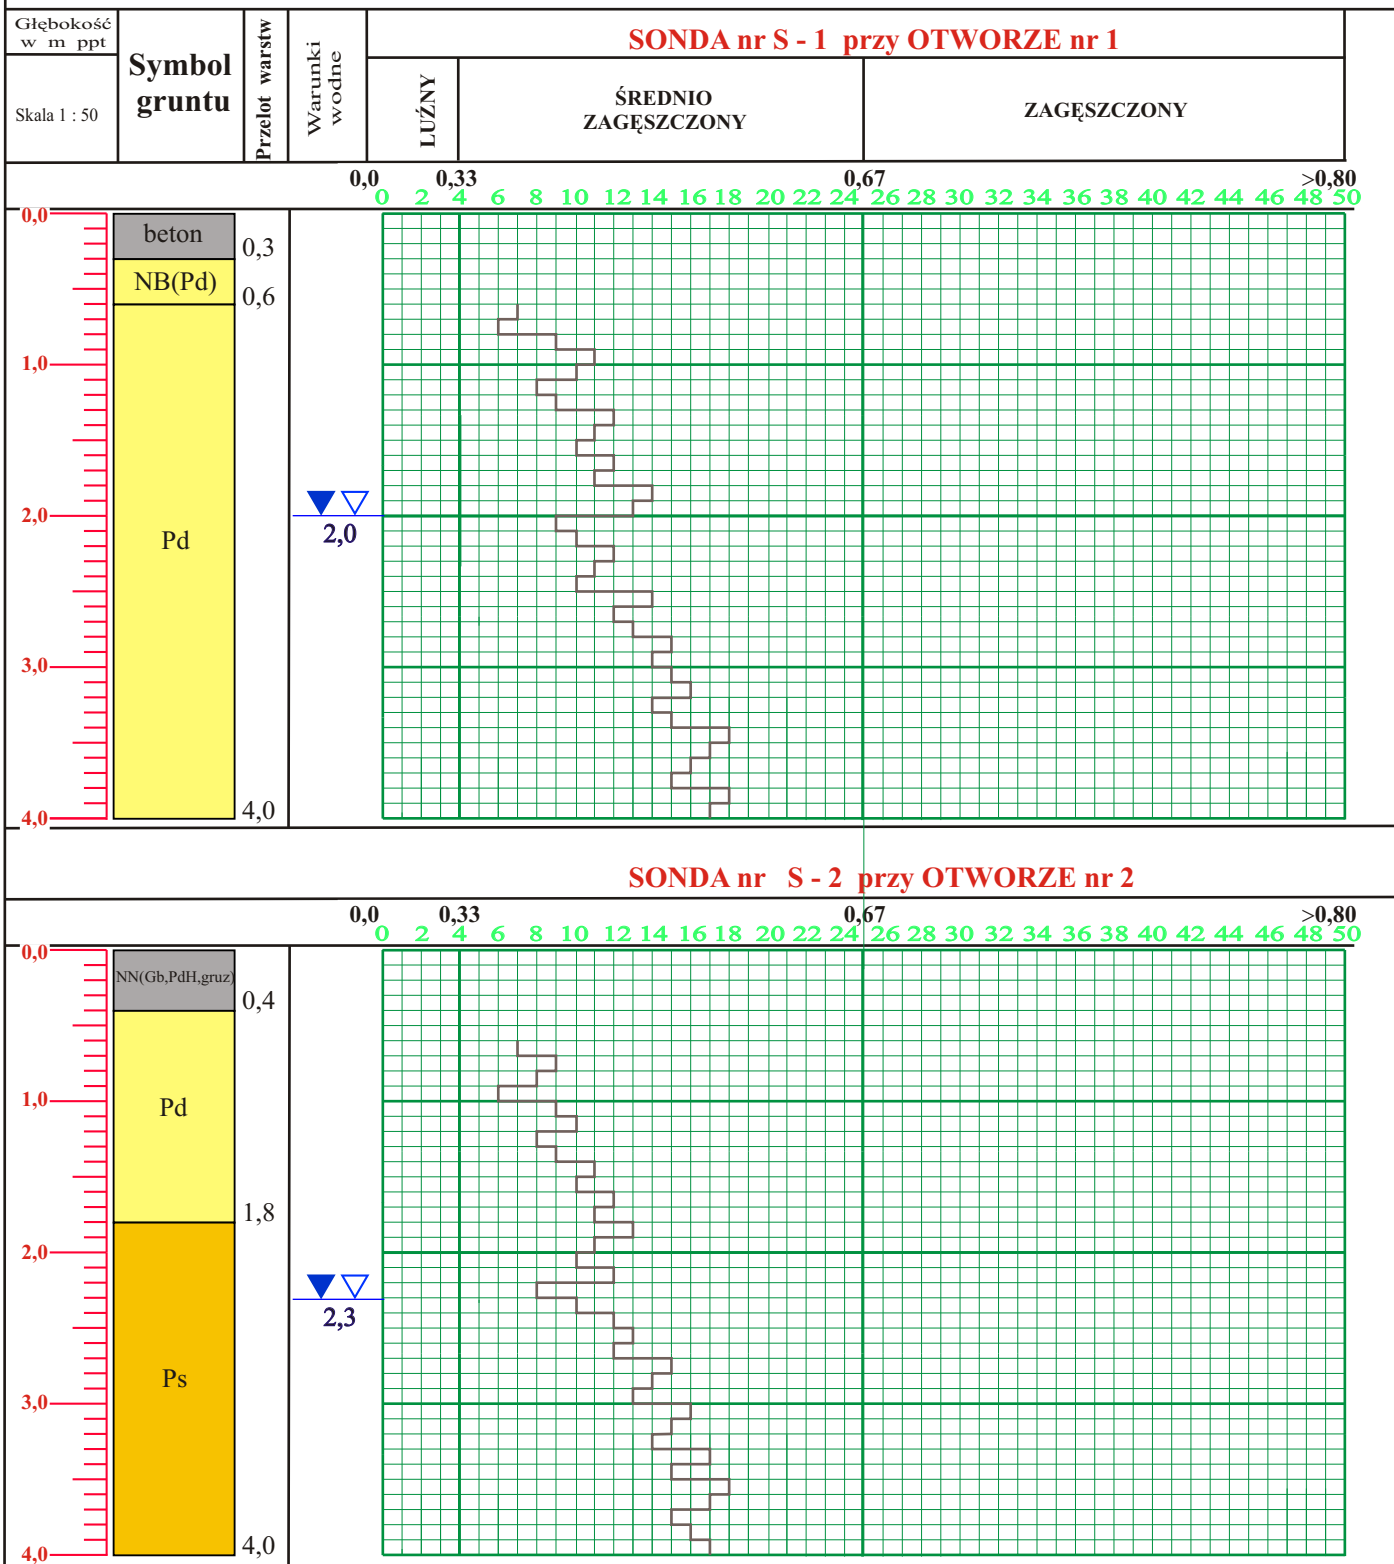 Głębokość
w m ppt
Skala 1 : 50
Symbol
gruntu
Przelot warstw
Warunki
wodne
SONDA nr S - 1 przy OTWORZE nr 1
LUŹNY
ŚREDNIO
ZAGĘSZCZONY
ZAGĘSZCZONY
0,0 0,33 0,67 >0,80
0 2 4 6 8 10 12 14 16 18 20 22 24 26 28 30 32 34 36 38 40 42 44 46 48 50
0,0
beton
0,3
NB(Pd)
0,6
1,0
2,0
2,0
Pd
3,0
4,0
4,0
SONDA nr S - 2 przy OTWORZE nr 2
0,0 0,33 0,67 >0,80
0 2 4 6 8 10 12 14 16 18 20 22 24 26 28 30 32 34 36 38 40 42 44 46 48 50
0,0
NN(Gb,PdH,gruz)
0,4
1,0
Pd
1,8
2,0
2,3
Ps
3,0
4,0
4,0